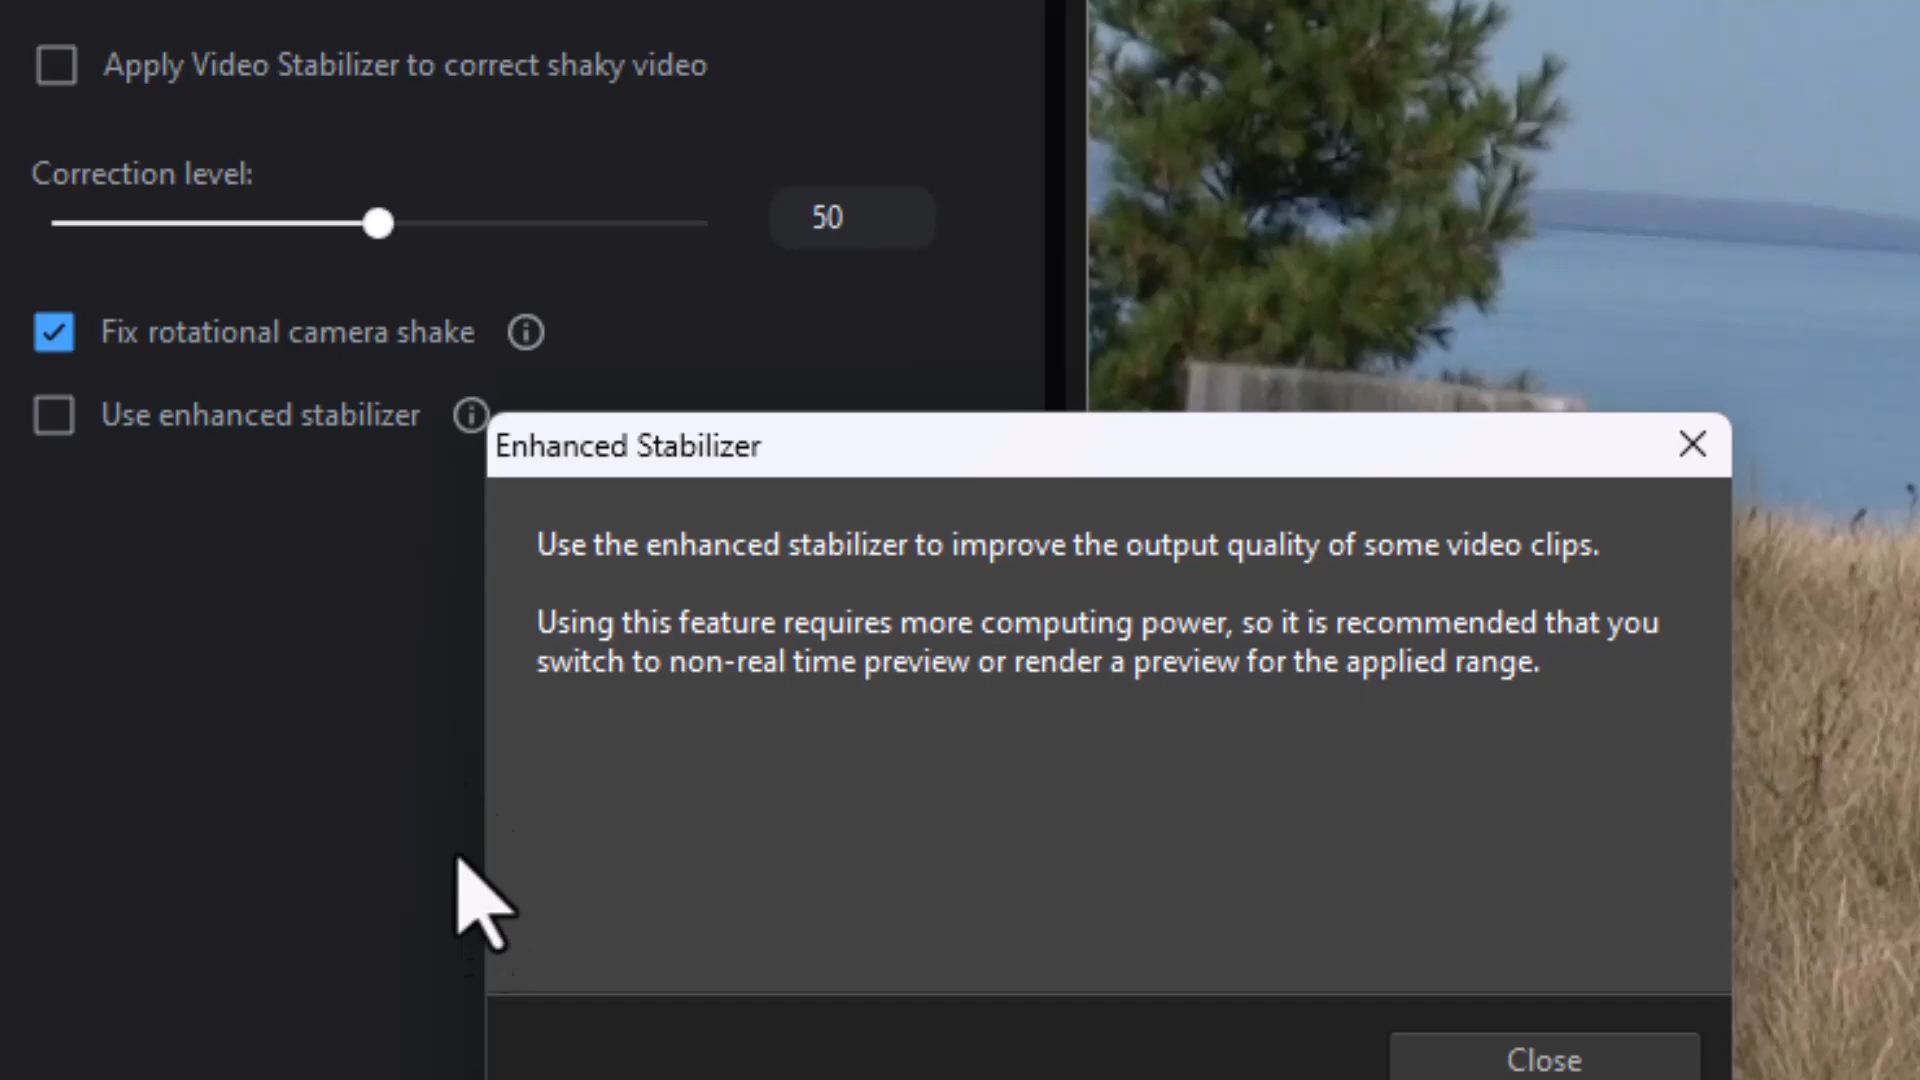 Apply Video Stabilizer to correct shaky video
Correction level:
50
Fix rotational camera shake
Use enhanced stabilizer
Enhanced Stabilizer
Use the enhanced stabilizer to improve the output quality of some video clips.
Using this feature requires more computing power, so it is recommended that you
switch to non-real time preview or render a preview for the applied range.
Close